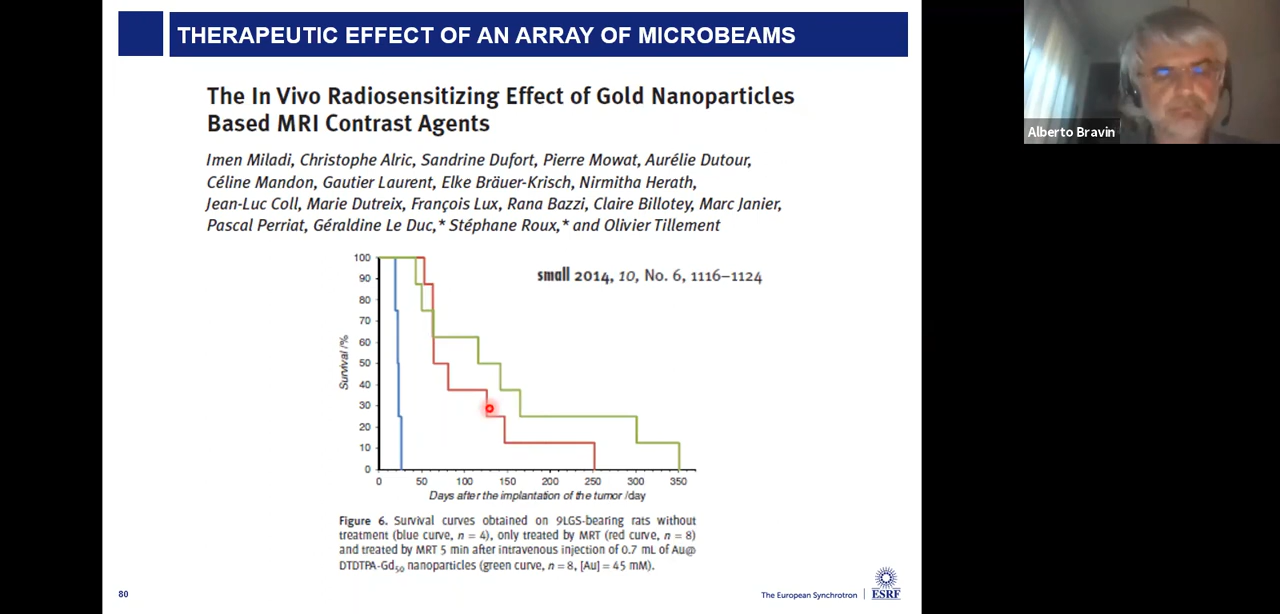 THERAPEUTIC EFFECT OF AN ARRAY OF MICROBEAMS
Alberto Bravin
The In Vivo Radiosensitizing Effect of Gold Nanoparticles
Based MRI Contrast Agents
Imen Miladi, Christophe Alric, Sandrine Dufort, Pierre Mowat, Aurélie Dutour,
Céline Mandon, Gautier Laurent, Elke Bräuer-Krisch, Nirmitha Herath,
Jean-Luc Coll, Marie Dutreix, François Lux, Rana Bazzi, Claire Billotey, Marc Janier,
Pascal Perriat, Géraldine Le Duc,* Stéphane Roux,* and Olivier Tillement
small 2014, 10, No. 6, 1116–1124
Survival /%
100
90
80
70
60
50
40
30
20
10
0
0 50 100 150 200 250 300 350
Days after the implantation of the tumor /day
Figure 6. Survival curves obtained on 9LGS-bearing rats without
treatment (blue curve, n = 4), only treated by MRT (red curve, n = 8)
and treated by MRT 5 min after intravenous injection of 0.7 mL of Au@
DTDTPA-Gd50 nanoparticles (green curve, n = 8, [Au] = 45 mM).
80
The European Synchrotron
ESRF